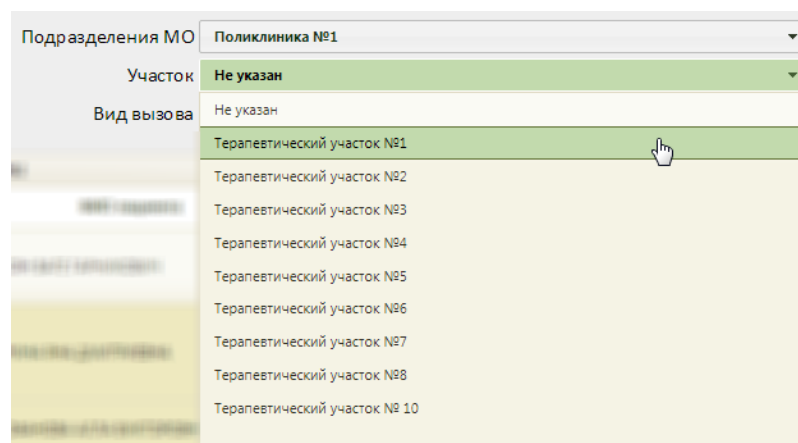 Подразделения МО Поликлиника №1
Участок Не указан
Вид вызова Не указан
Терапевтический участок №1
Терапевтический участок №2
Терапевтический участок №3
Терапевтический участок №4
Терапевтический участок №5
Терапевтический участок №6
Терапевтический участок №7
Терапевтический участок №8
Терапевтический участок № 10